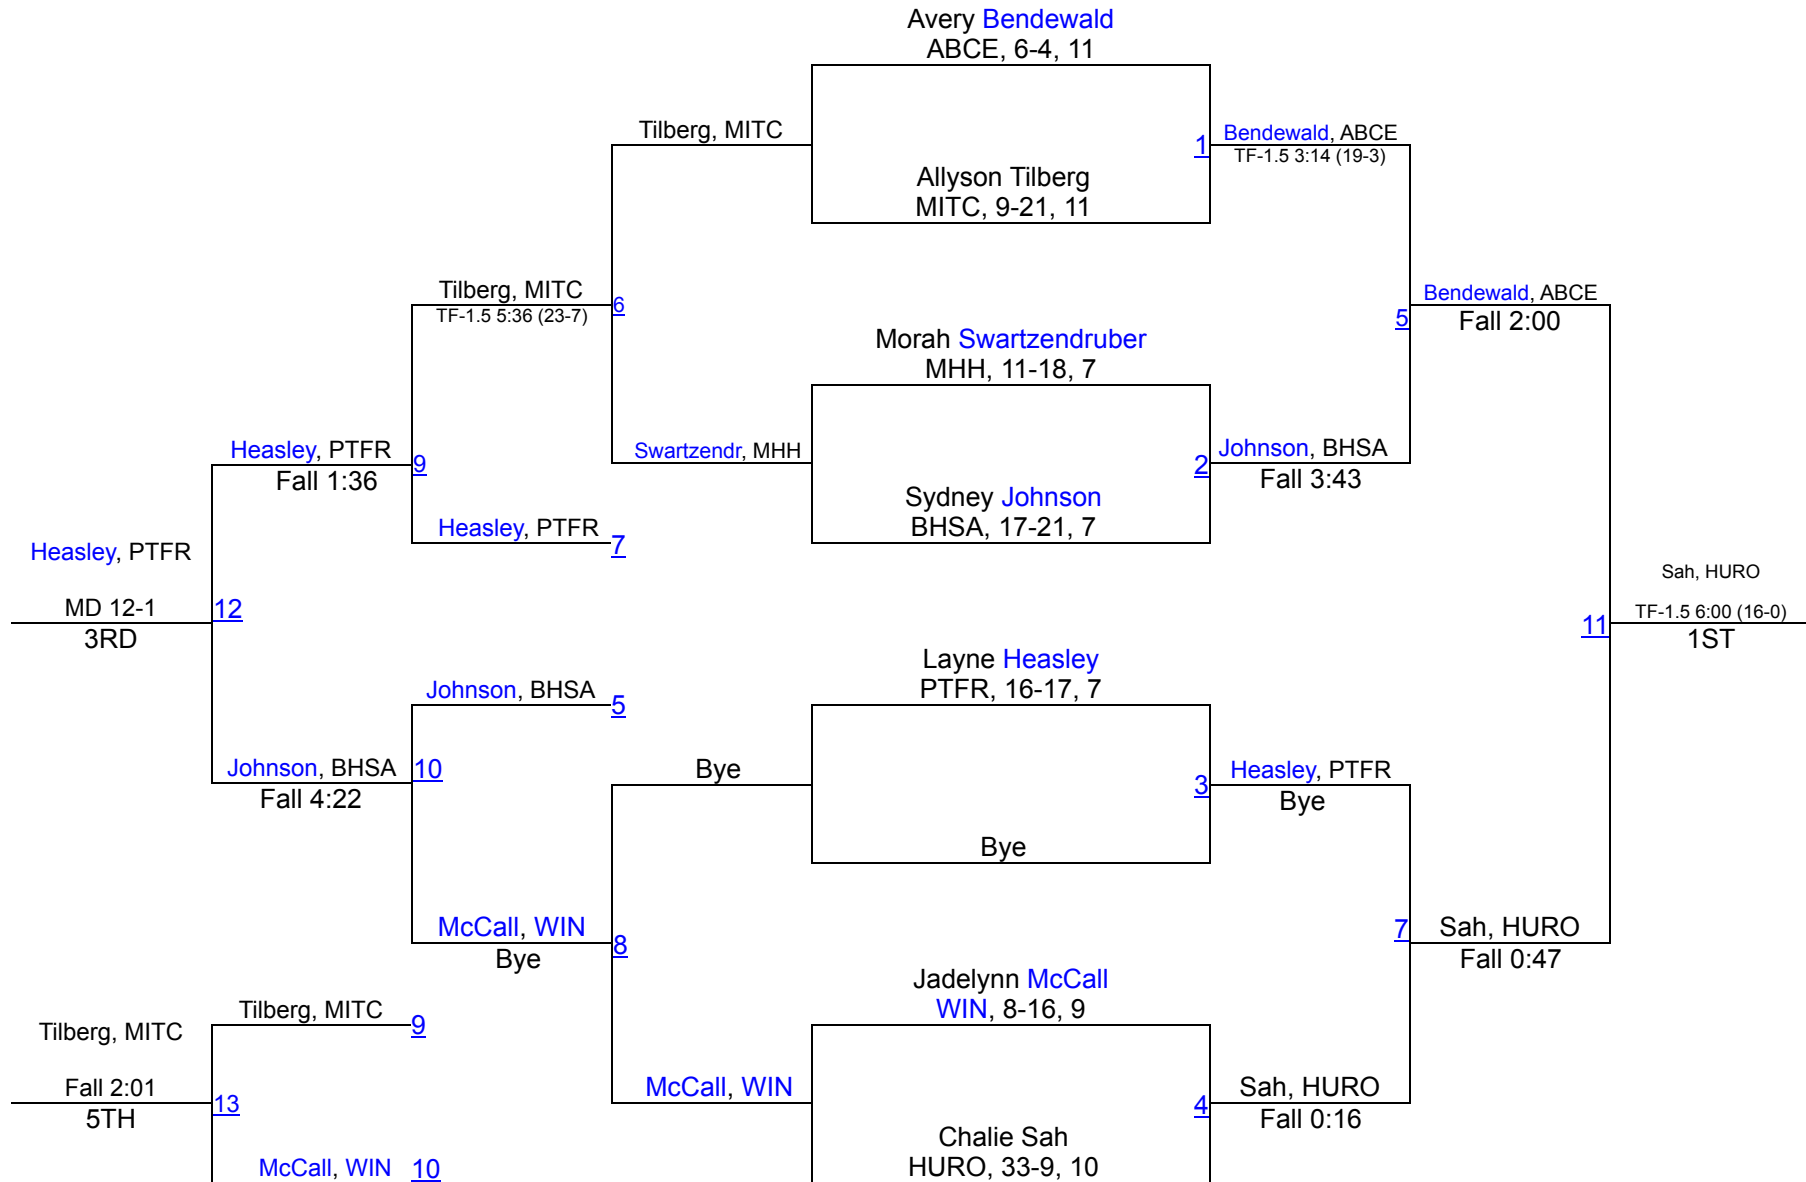 Avery Bendewald
ABCE, 6-4, 11
Tilberg, MITC
1
Bendewald, ABCE
TF-1.5 3:14 (19-3)
Allyson Tilberg
MITC, 9-21, 11
Tilberg, MITC
TF-1.5 5:36 (23-7)
6
Bendewald, ABCE
Fall 2:00
5
Morah Swartzendruber
MHH, 11-18, 7
Heasley, PTFR
Fall 1:36
9
Swartzendr, MHH
2
Johnson, BHSA
Fall 3:43
Sydney Johnson
BHSA, 17-21, 7
Heasley, PTFR
7
Heasley, PTFR
MD 12-1
3RD
12
Sah, HURO
TF-1.5 6:00 (16-0)
1ST
11
Layne Heasley
PTFR, 16-17, 7
Johnson, BHSA
5
Johnson, BHSA
Fall 4:22
10
Bye
3
Heasley, PTFR
Bye
Bye
McCall, WIN
Bye
8
7
Sah, HURO
Fall 0:47
Jadelynn McCall
WIN, 8-16, 9
Tilberg, MITC
9
Tilberg, MITC
Fall 2:01
5TH
13
McCall, WIN
4
Sah, HURO
Fall 0:16
Chalie Sah
HURO, 33-9, 10
McCall, WIN
10